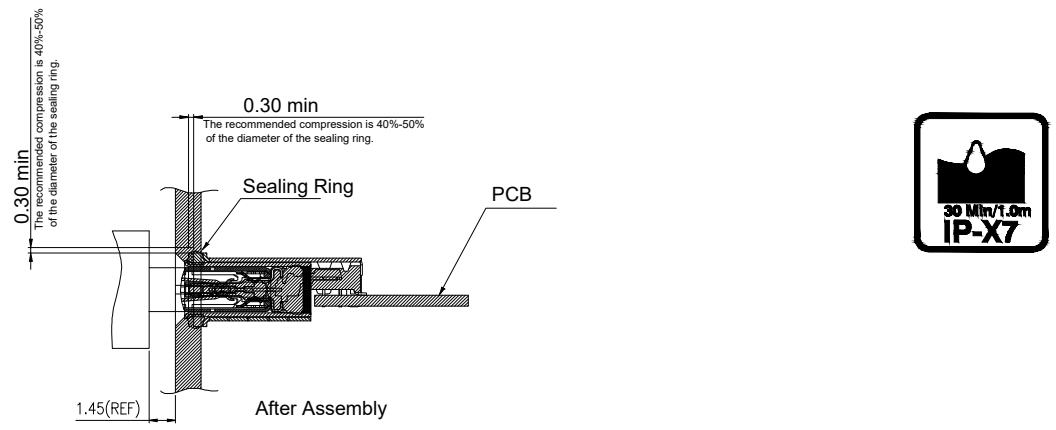 0.30 min
The recommended compression is 40%-50%
of the diameter of the sealing ring.
0.30 min
The recommended compression is 40%-50%
of the diameter of the sealing ring.
Sealing Ring
PCB
30 Min/1.0m
IP-X7
1.45(REF)
After Assembly